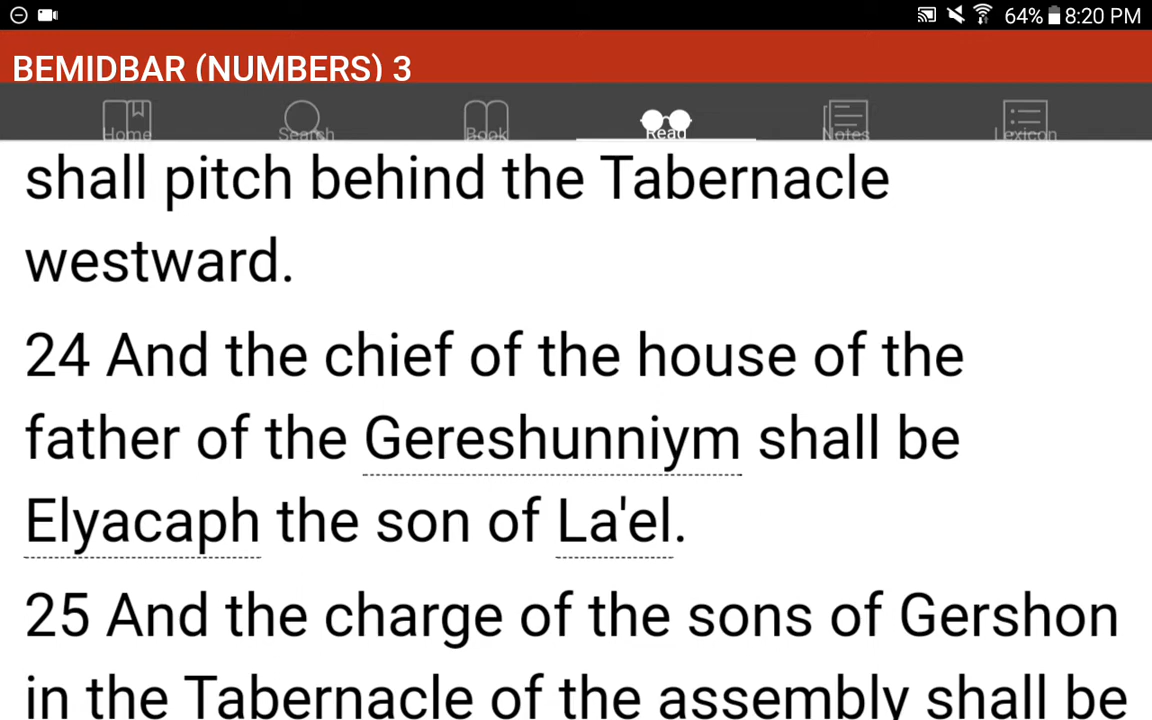 64% 8:20 PM
BEMIDBAR (NUMBERS) 3
Home Search Book Read Notes Lexicon
shall pitch behind the Tabernacle
westward.
24 And the chief of the house of the
father of the Gereshunniym shall be
Elyacaph the son of La'el.
25 And the charge of the sons of Gershon
in the Tabernacle of the assembly shall be